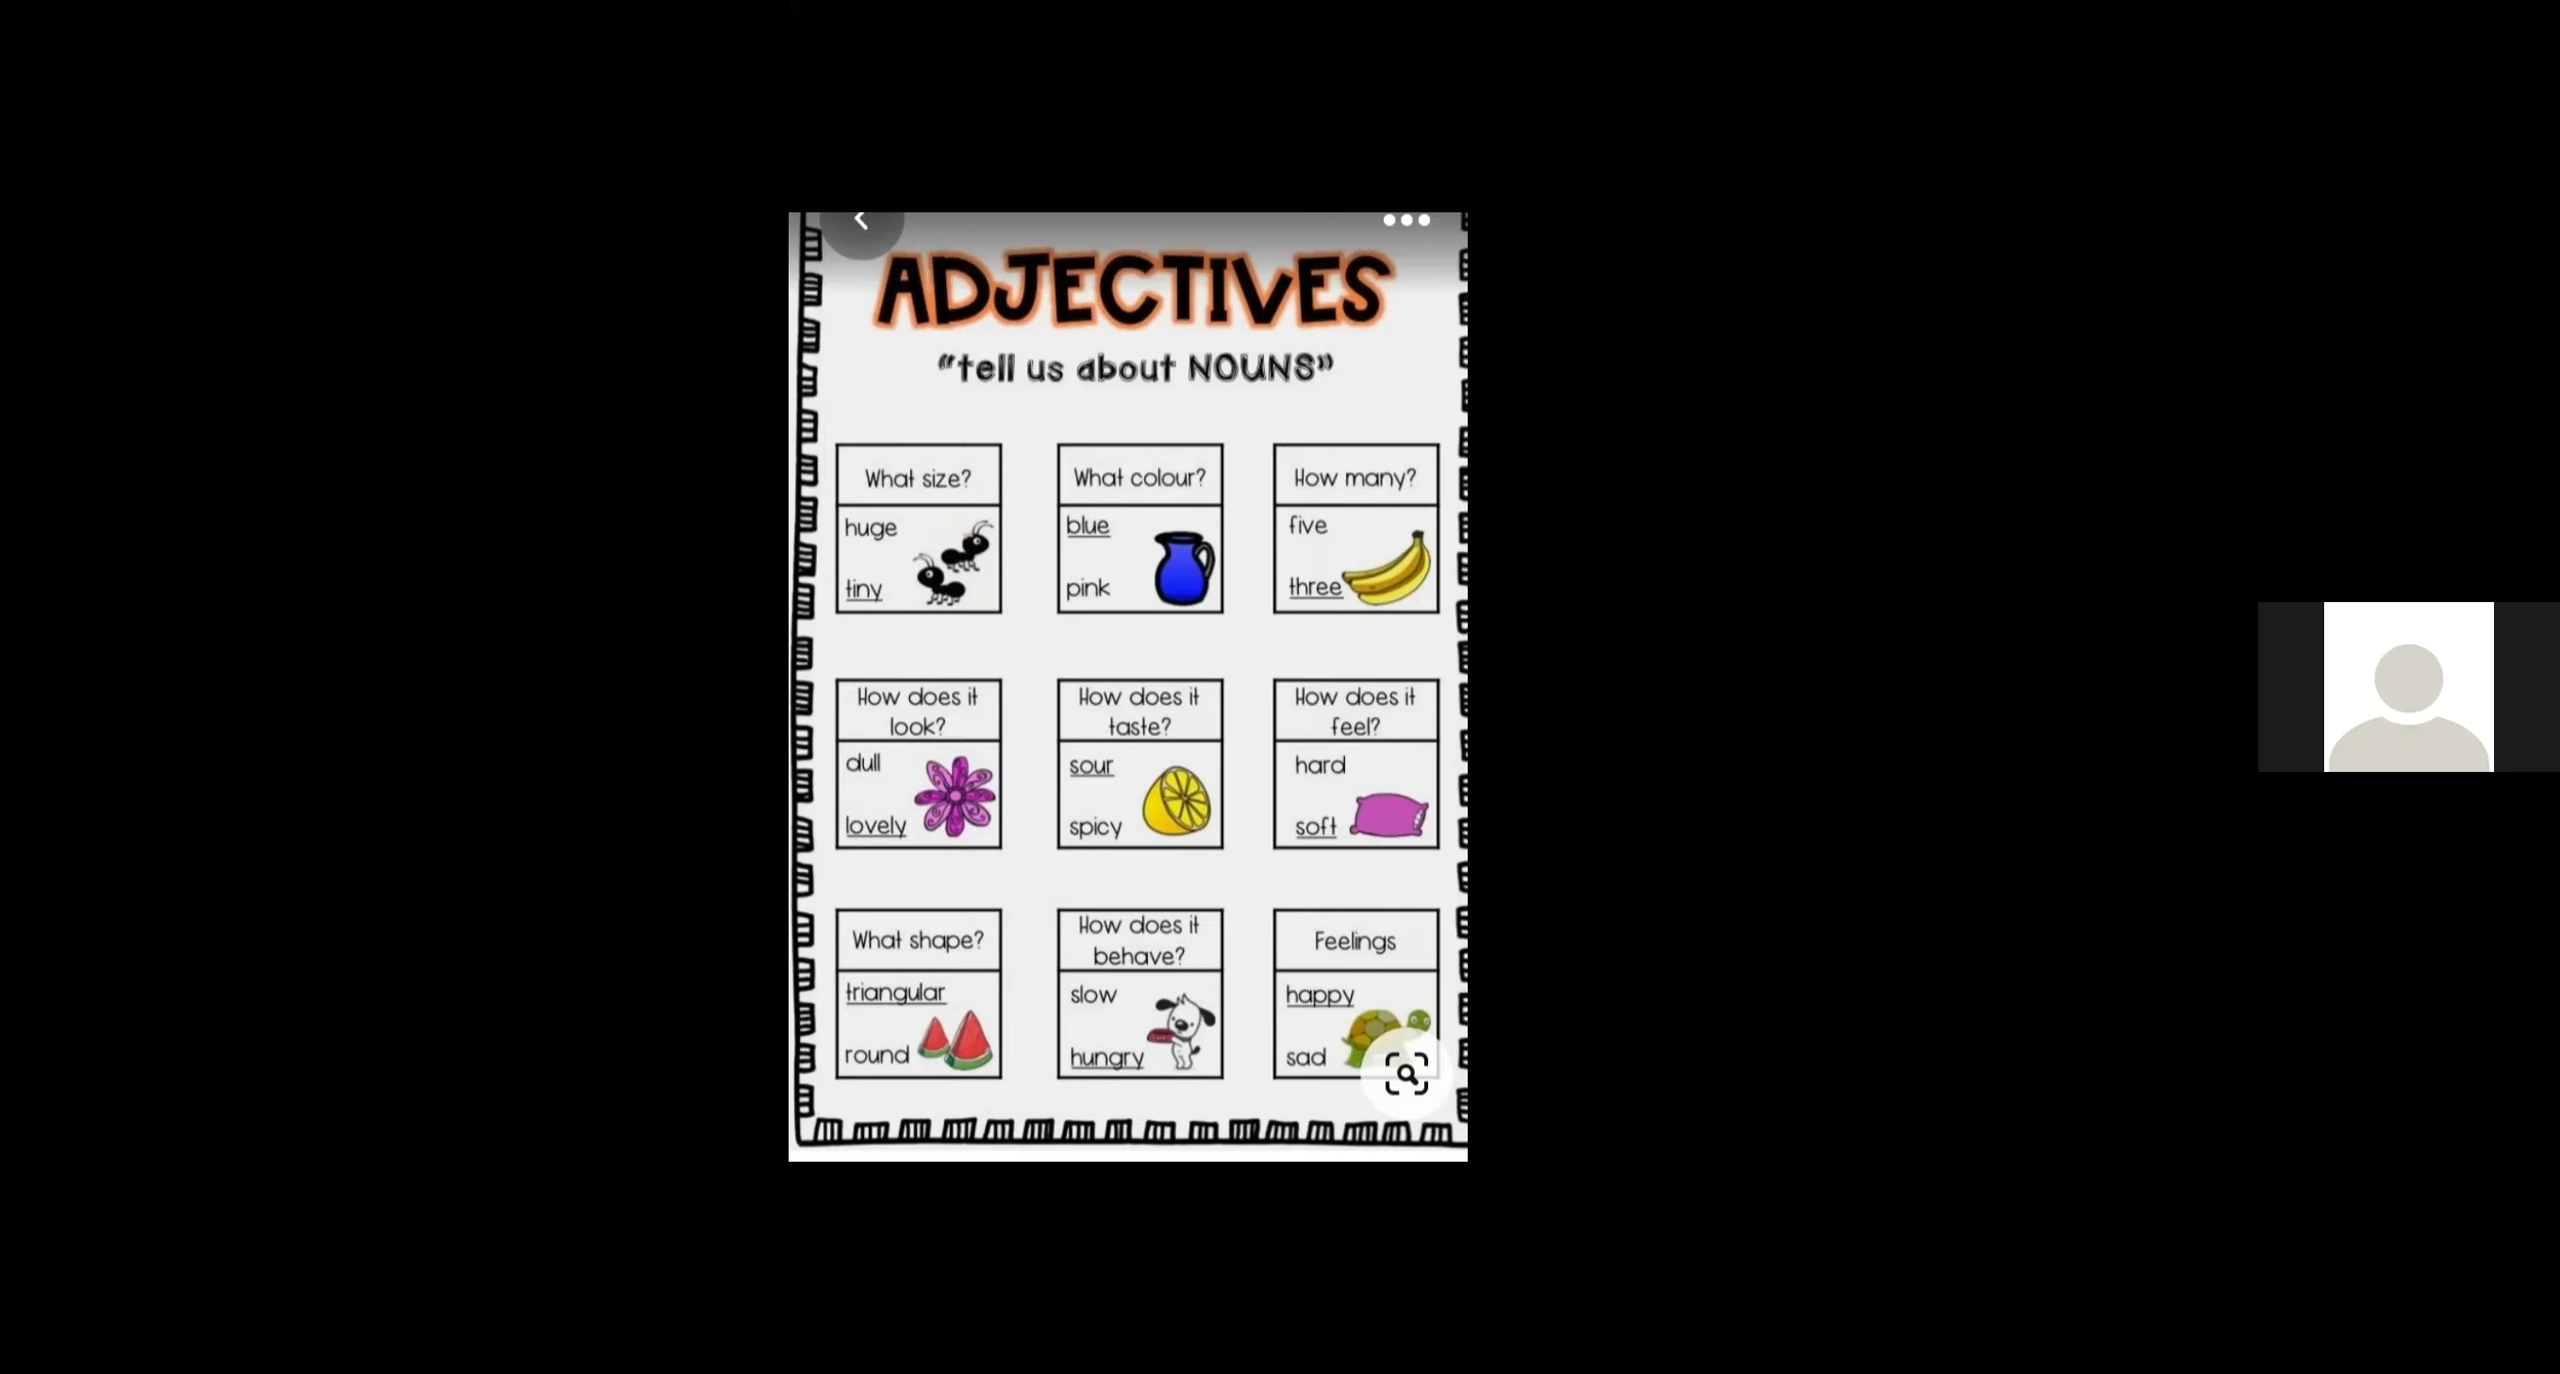 ADJECTIVES
“tell us about NOUNS”
What size?
huge
tiny
What colour?
blue
pink
How many?
five
three
How does it
look?
dull
lovely
How does it
taste?
sour
spicy
How does it
feel?
hard
soft
What shape?
triangular
round
How does it
behave?
slow
hungry
Feelings
happy
sad